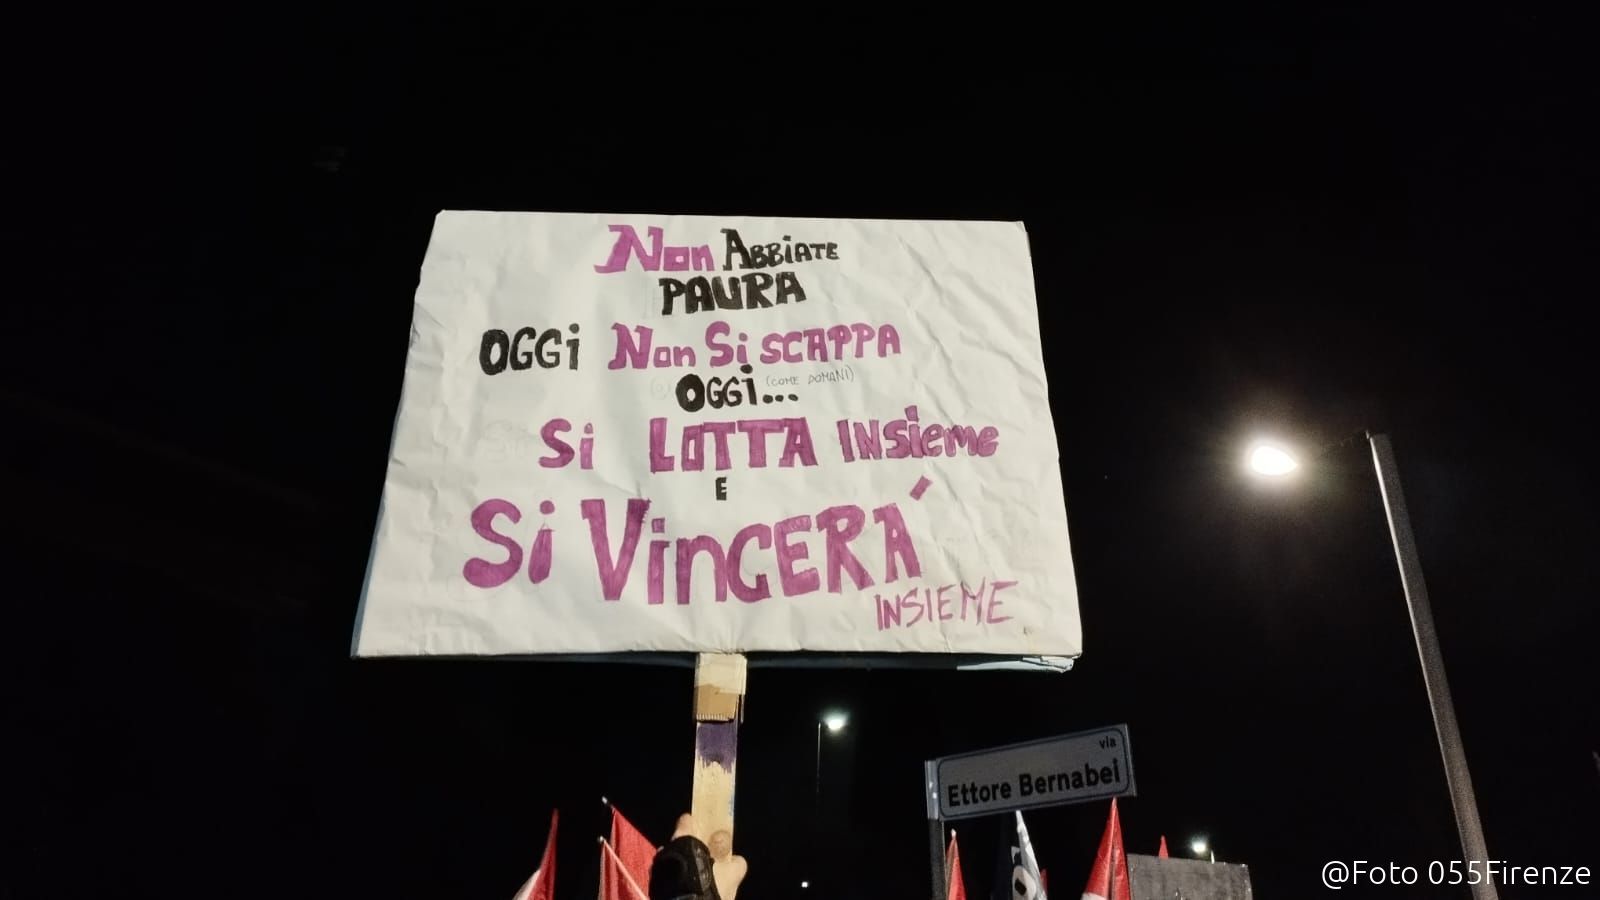 Non ABBiATE
PAURA
OGGi Non Si SCAPPA
OGGi... (COME DOMANI)
Si LOTTA INSieme
E
Si VinCERÀ
INSIEME
via
Ettore Bernabei
@Foto 055Firenze